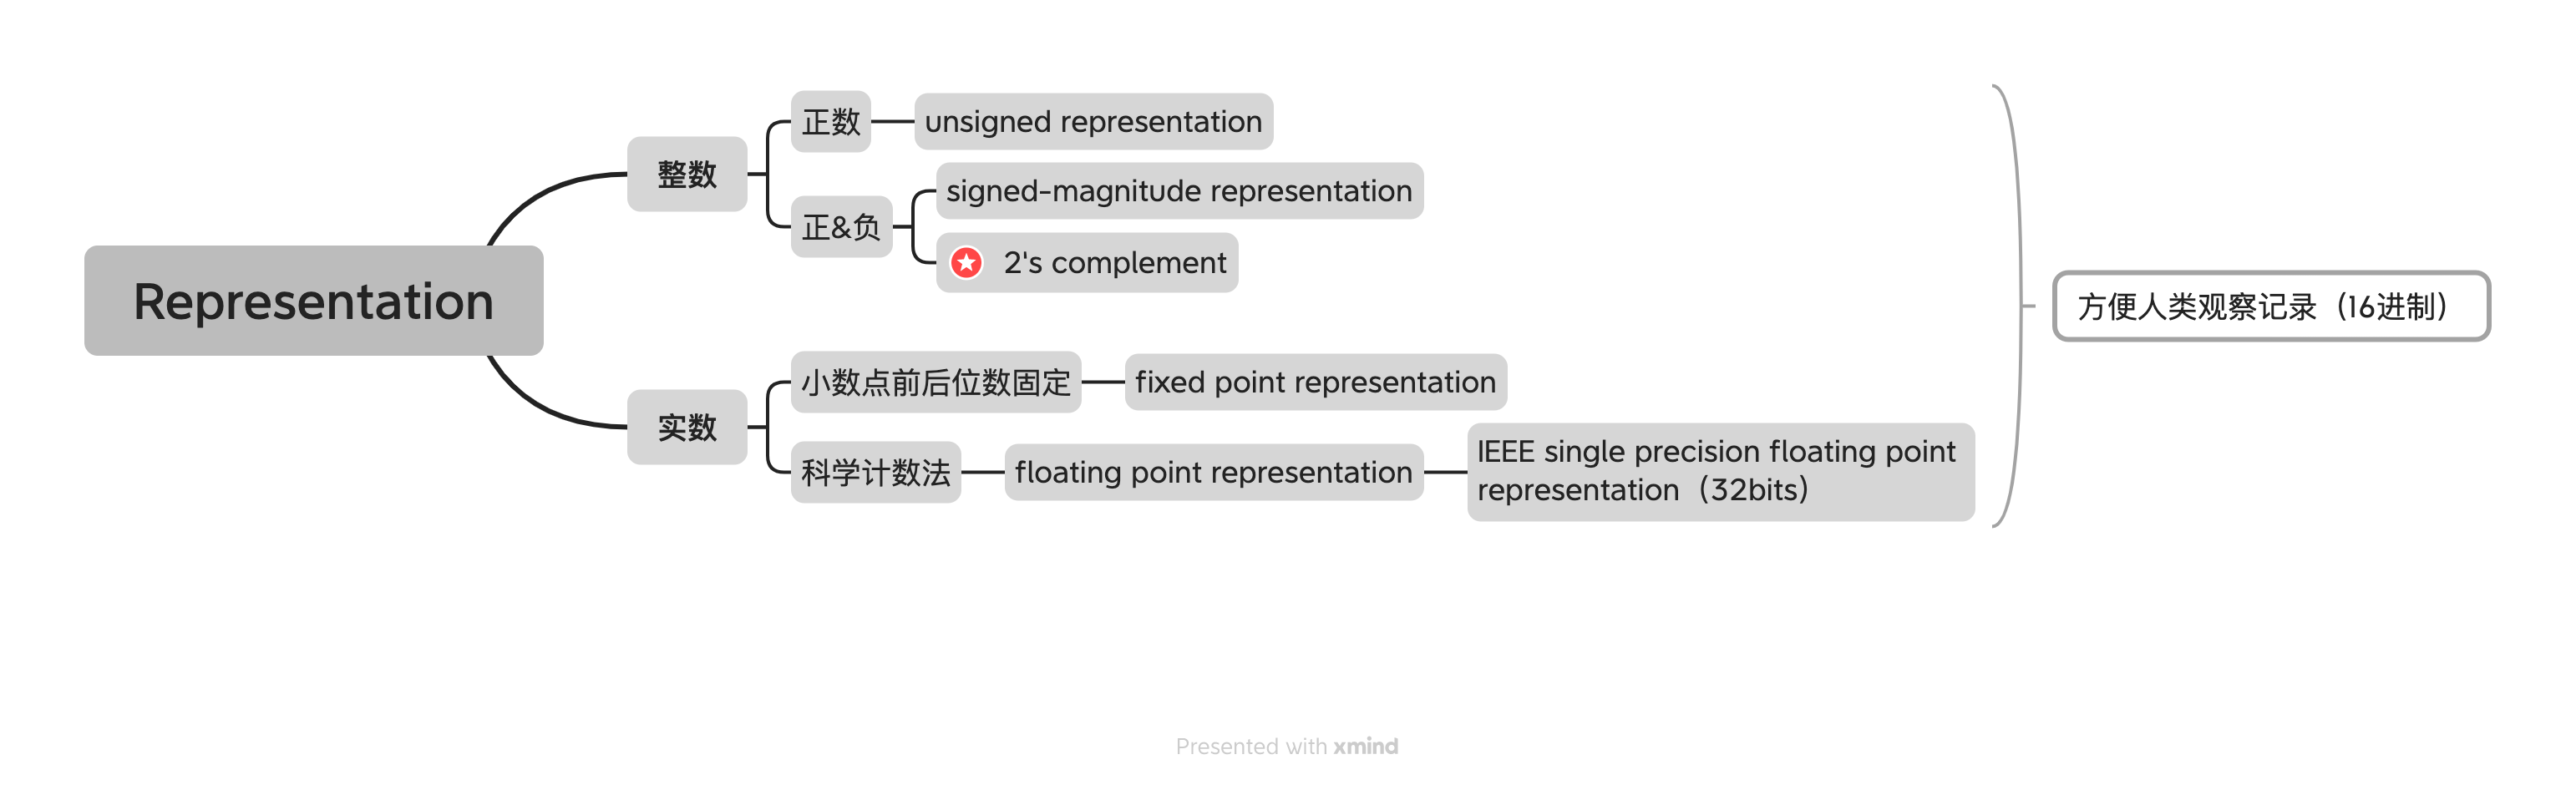 Representation
整数
正数
unsigned representation
正&负
signed-magnitude representation
2's complement
实数
小数点前后位数固定
fixed point representation
科学计数法
floating point representation
IEEE single precision floating point
representation（32bits）
方便人类观察记录（16进制）
Presented with xmind